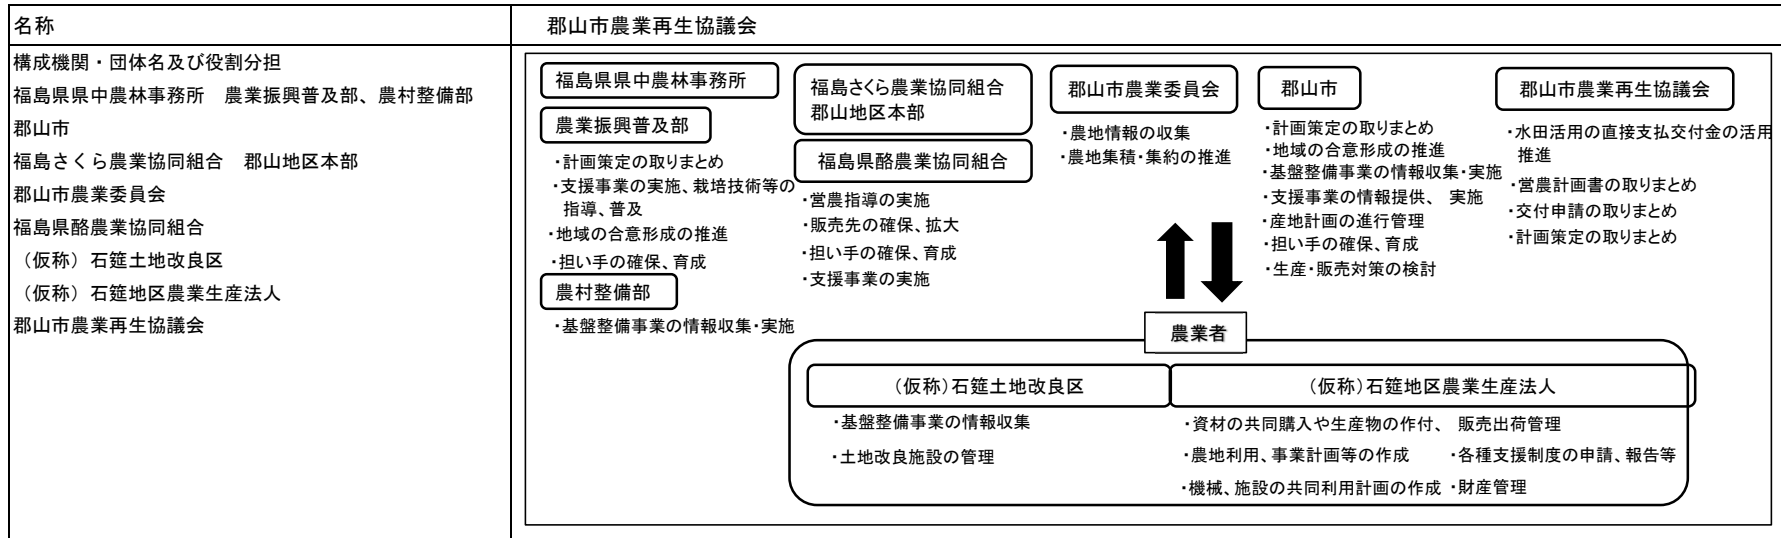 名称
郡山市農業再生協議会
構成機関・団体名及び役割分担
福島県県中農林事務所　農業振興普及部、農村整備部
郡山市
福島さくら農業協同組合　郡山地区本部
郡山市農業委員会
福島県酪農業協同組合
（仮称）石筵土地改良区
（仮称）石筵地区農業生産法人
郡山市農業再生協議会
福島県県中農林事務所
農業振興普及部
・計画策定の取りまとめ
・支援事業の実施、栽培技術等の
指導、普及
・地域の合意形成の推進
・担い手の確保、育成
農村整備部
・基盤整備事業の情報収集・実施
福島さくら農業協同組合
郡山地区本部
福島県酪農業協同組合
・営農指導の実施
・販売先の確保、拡大
・担い手の確保、育成
・支援事業の実施
郡山市農業委員会
・農地情報の収集
・農地集積・集約の推進
郡山市
・計画策定の取りまとめ
・地域の合意形成の推進
・基盤整備事業の情報収集・実施
・支援事業の情報提供、 実施
・産地計画の進行管理
・担い手の確保、育成
・生産・販売対策の検討
郡山市農業再生協議会
・水田活用の直接支払交付金の活用
推進
・営農計画書の取りまとめ
・交付申請の取りまとめ
・計画策定の取りまとめ
農業者
（仮称）石筵土地改良区
・基盤整備事業の情報収集
・土地改良施設の管理
（仮称）石筵地区農業生産法人
・資材の共同購入や生産物の作付、 販売出荷管理
・農地利用、事業計画等の作成　・各種支援制度の申請、報告等
・機械、施設の共同利用計画の作成 ・財産管理